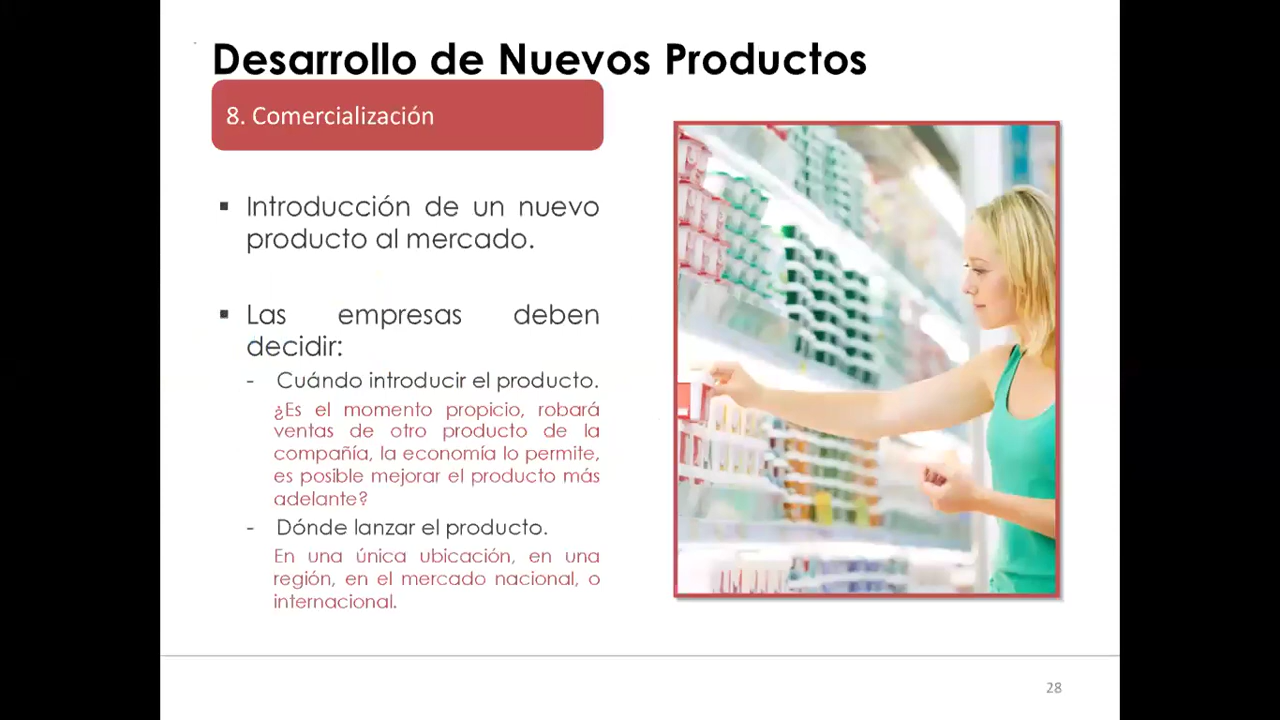 Desarrollo de Nuevos Productos
8. Comercialización
▪ Introducción de un nuevo
producto al mercado.
▪ Las empresas deben
decidir:
- Cuándo introducir el producto.
¿Es el momento propicio, robará
ventas de otro producto de la
compañía, la economía lo permite,
es posible mejorar el producto más
adelante?
- Dónde lanzar el producto.
En una única ubicación, en una
región, en el mercado nacional, o
internacional.
28